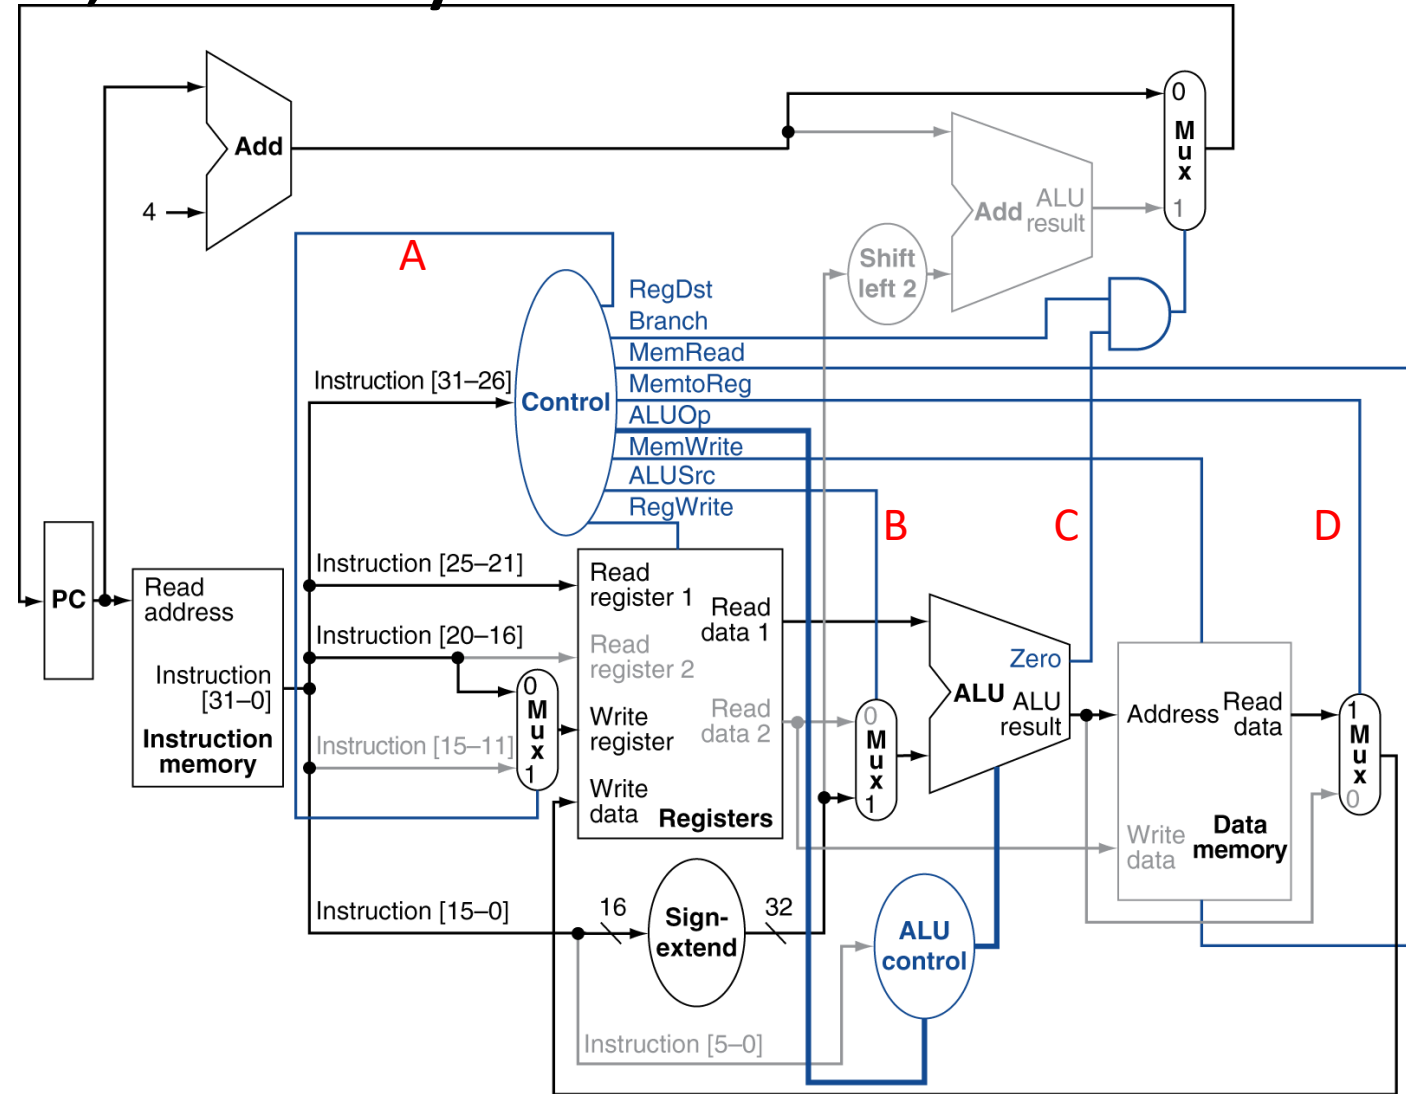 0
M
u
x
1
Add
4
Add
ALU
result
Shift
left 2
A
RegDst
Branch
MemRead
MemtoReg
ALUOp
MemWrite
ALUSrc
RegWrite
Control
Instruction [31–26]
B
C
D
PC
Read
address
Instruction
[31–0]
Instruction
memory
Instruction [25–21]
Instruction [20–16]
Instruction [15–11]
0
M
u
x
1
Read
register 1
Read
register 2
Write
register
Write
data
Read
data 1
Read
data 2
Registers
0
M
u
x
1
Zero
ALU
ALU
result
Address
Read
data
Write
data
Data
memory
1
M
u
x
0
Instruction [15–0]
16
Sign-
extend
32
ALU
control
Instruction [5–0]